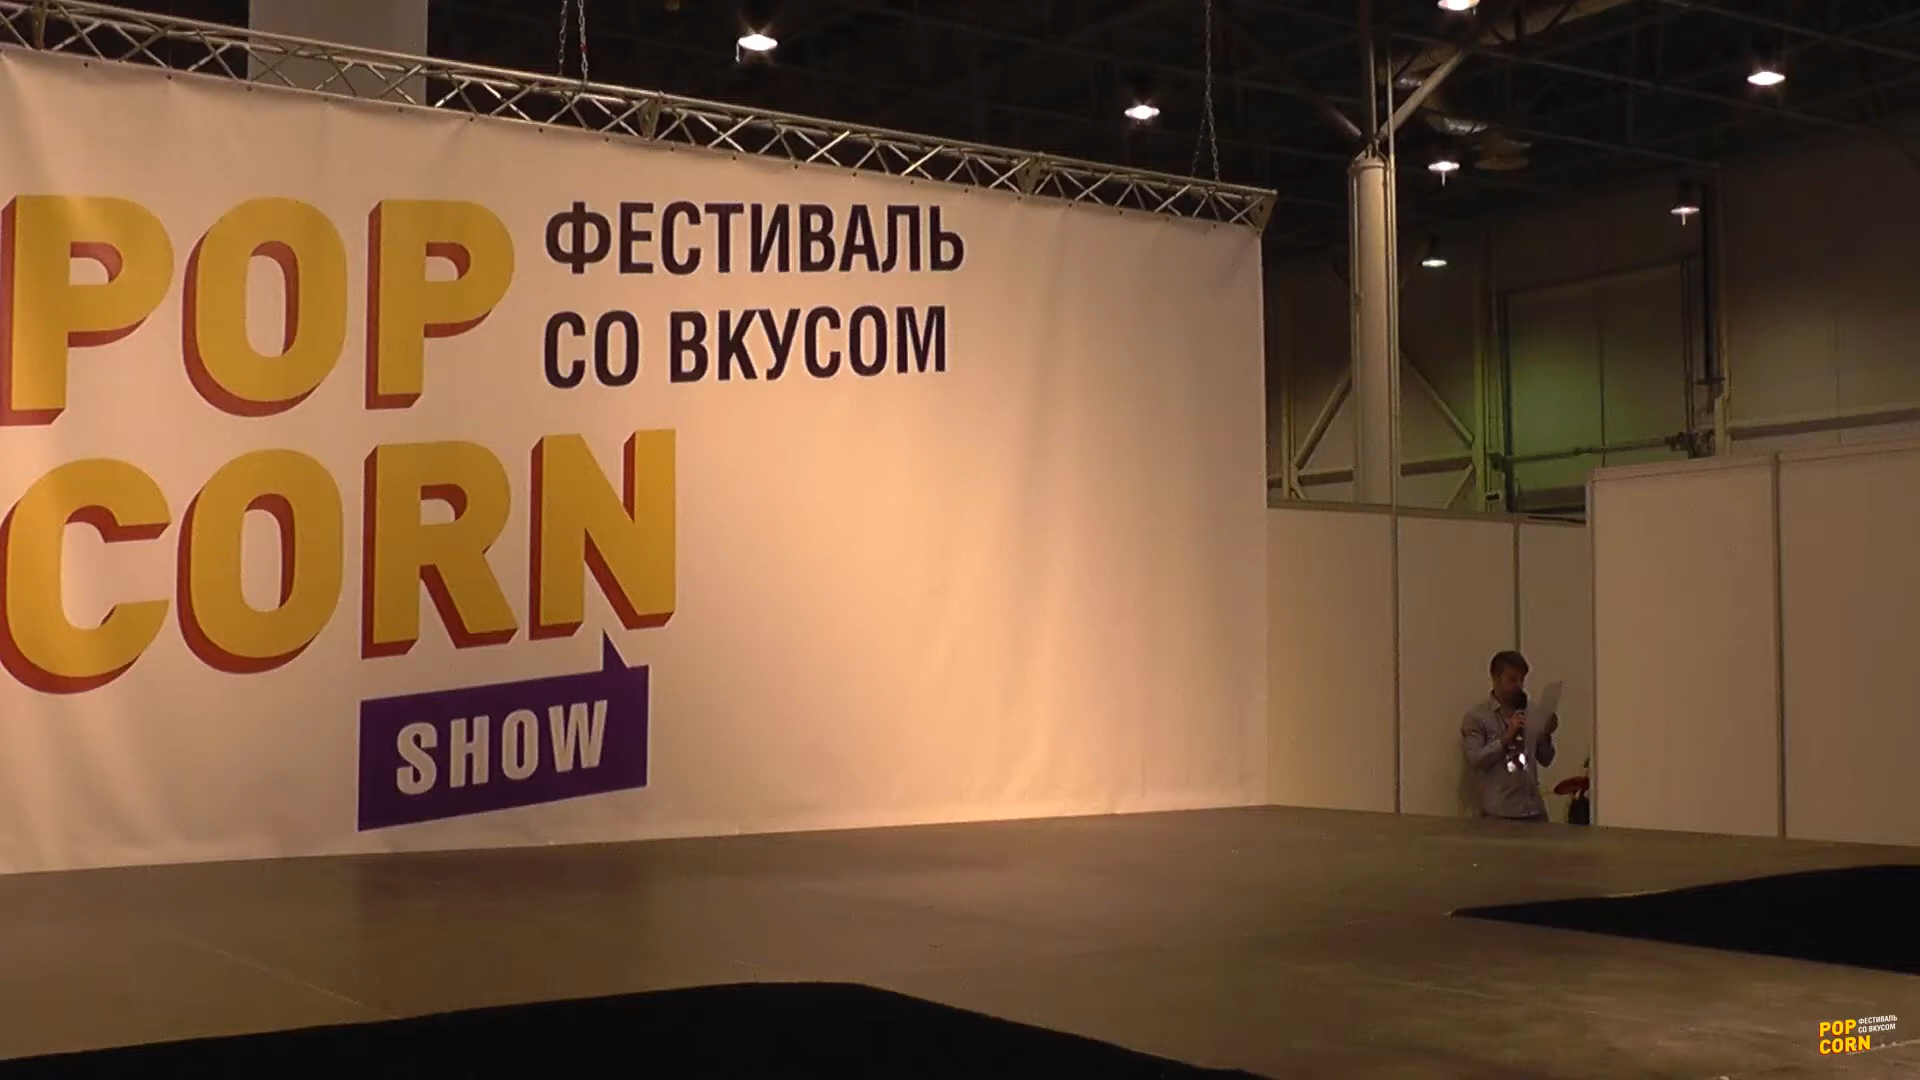 POP
CORN
ФЕСТИВАЛЬ
СО ВКУСОМ
SHOW
POP
CORN
ФЕСТИВАЛЬ
СО ВКУСОМ